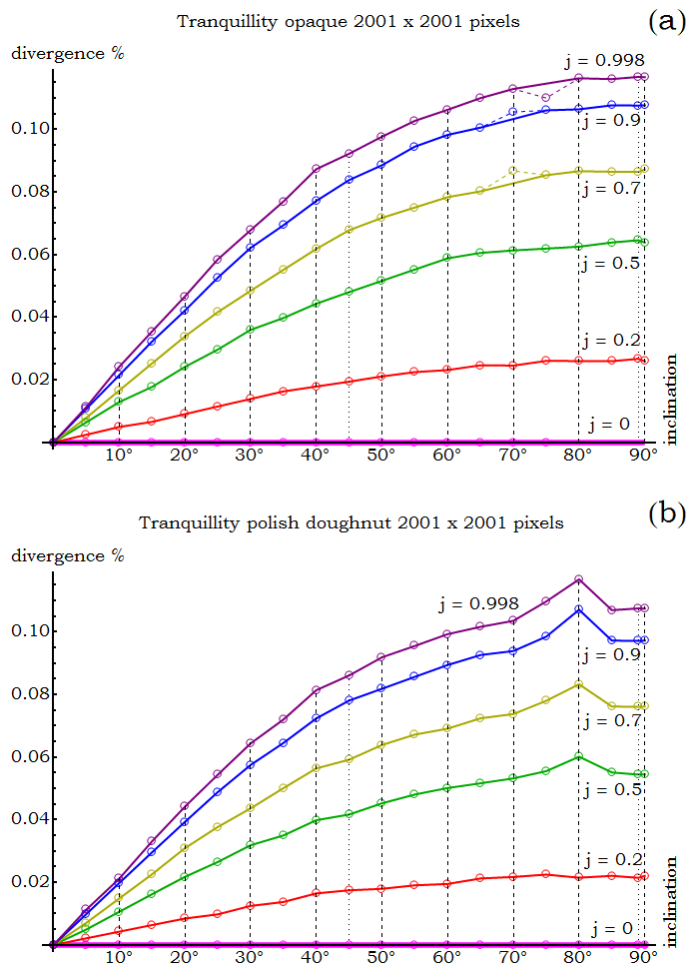 Tranquillity opaque 2001 x 2001 pixels
(a)
divergence %
j = 0.998
0.10
j = 0.9
0.08
j = 0.7
0.06
j = 0.5
0.04
j = 0.2
0.02
j = 0
inclination
10° 20° 30° 40° 50° 60° 70° 80° 90°
(b)
Tranquillity polish doughnut 2001 x 2001 pixels
divergence %
j = 0.998
0.10
j = 0.9
0.08
j = 0.7
0.06
j = 0.5
0.04
j = 0.2
0.02
j = 0
inclination
10° 20° 30° 40° 50° 60° 70° 80° 90°